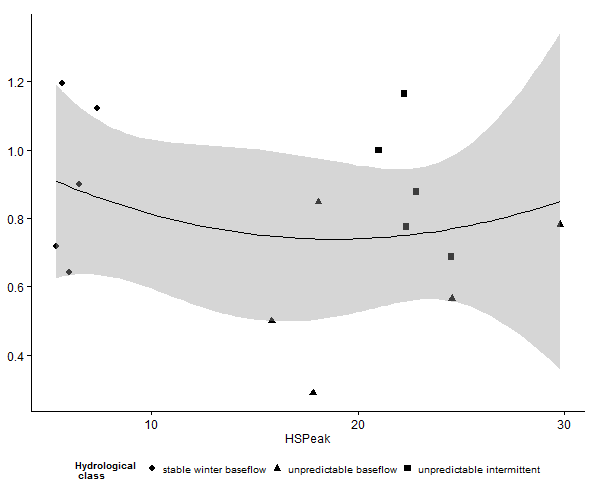 1.2
1.0
0.8
0.6
0.4
10 20 30
HSPeak
Hydrological
class
stable winter baseflow unpredictable baseflow unpredictable intermittent